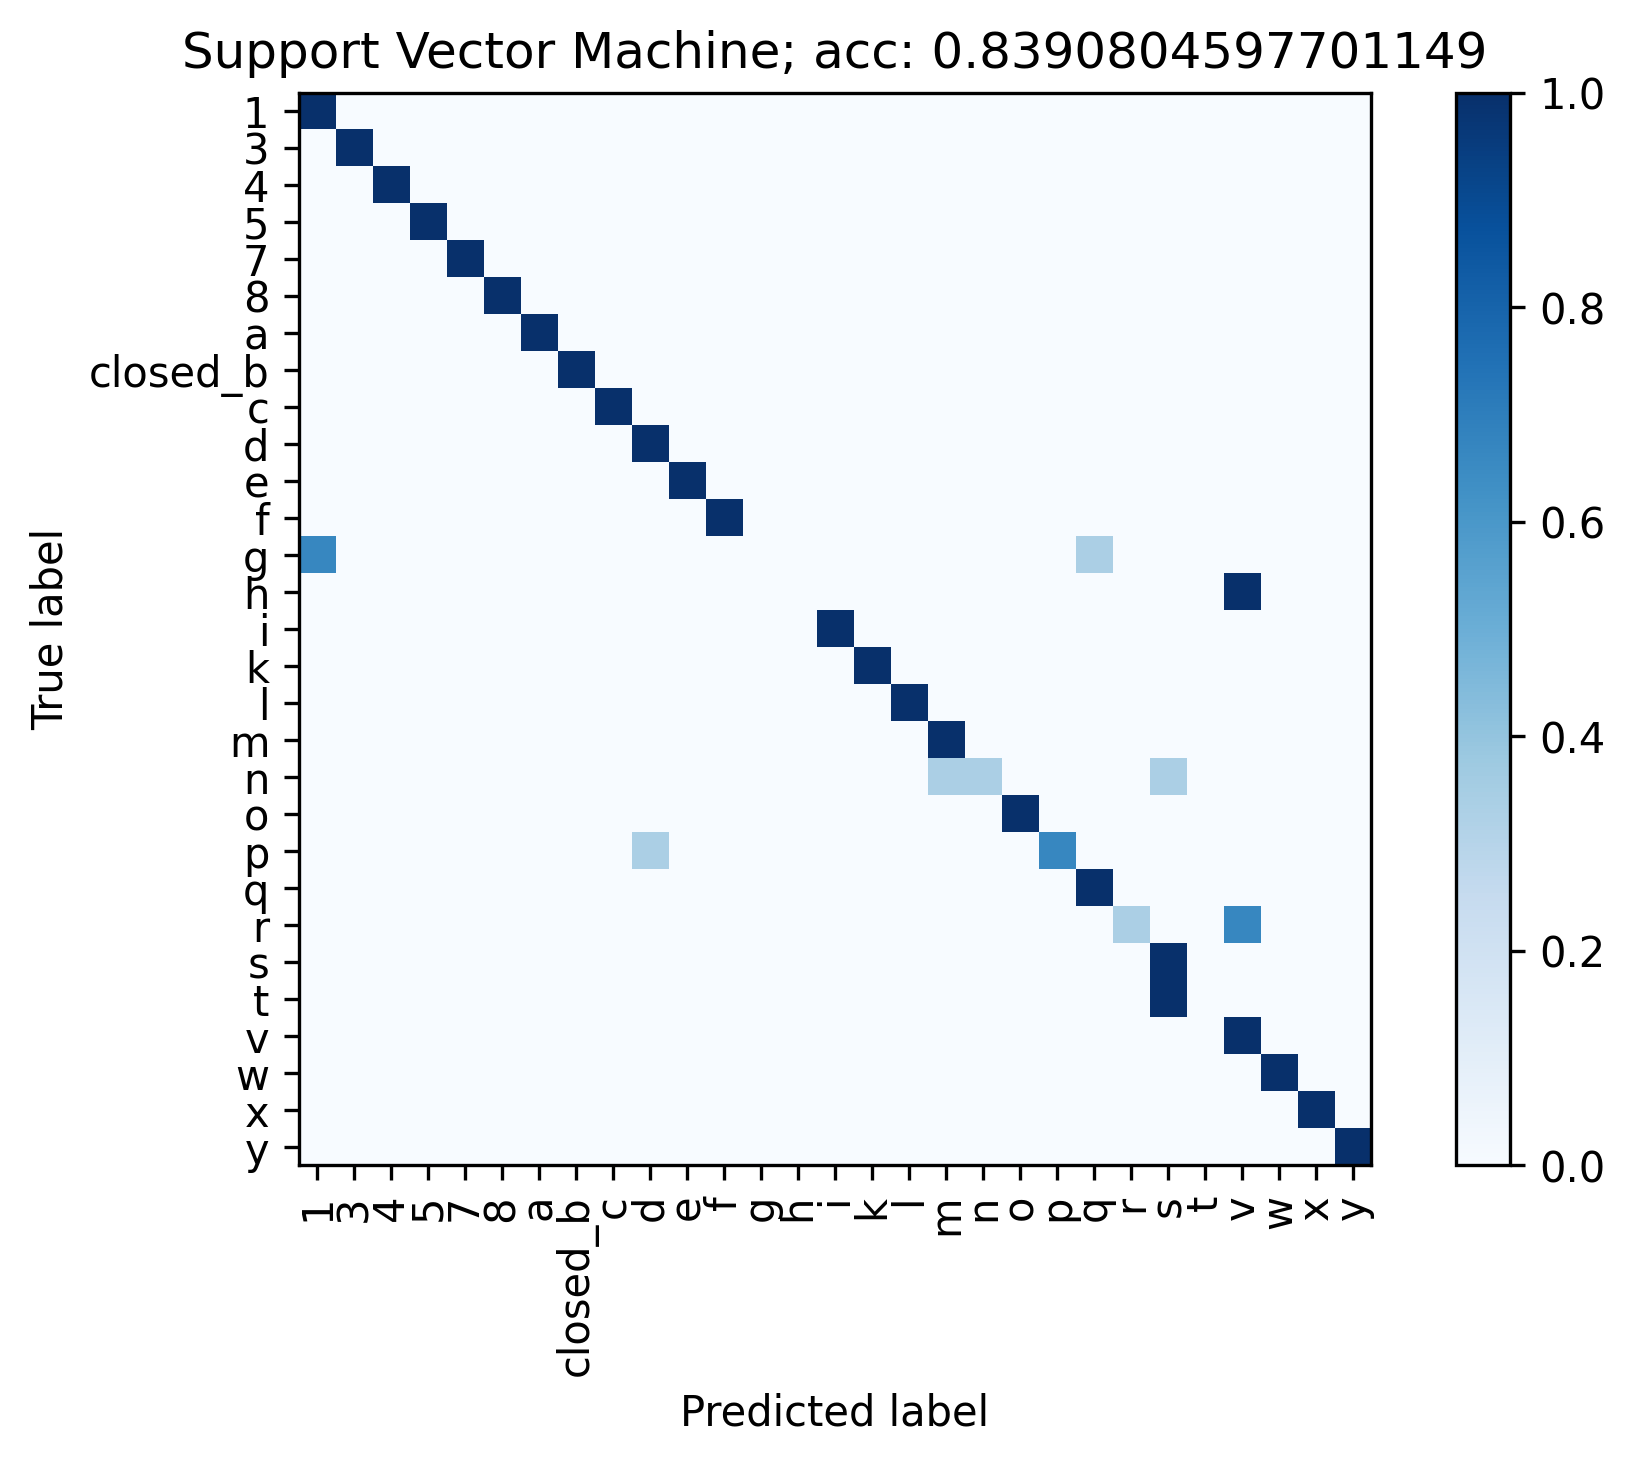 Support Vector Machine; acc: 0.8390804597701149
True label
1
3
4
5
7
8
a
closed_b
c
d
e
f
g
h
i
k
l
m
n
o
p
q
r
s
t
v
w
x
y
1 3 4 5 7 8 a closed_b c d e f g h i k l m n o p q r s t v w x y
Predicted label
1.0
0.8
0.6
0.4
0.2
0.0